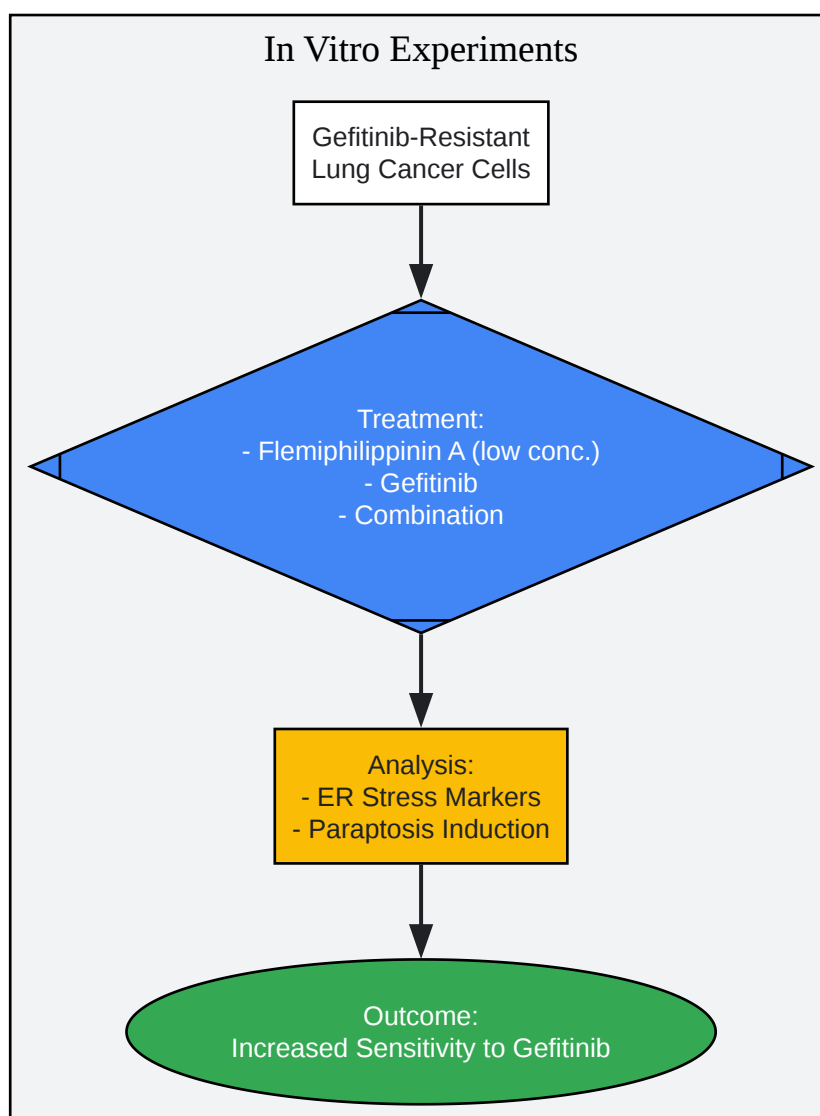 In Vitro Experiments
Gefitinib-Resistant
Lung Cancer Cells
Treatment:
- Flemiphilippinin A (low conc.)
- Gefitinib
- Combination
Analysis:
- ER Stress Markers
- Paraptosis Induction
Outcome:
Increased Sensitivity to Gefitinib